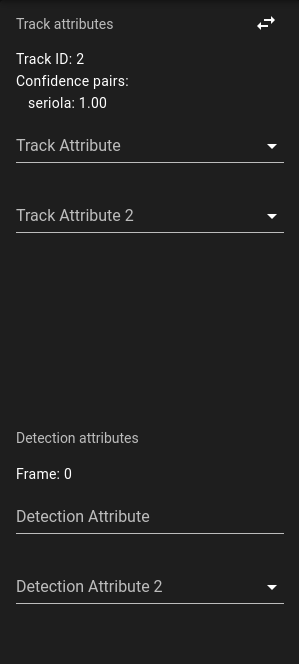 Track attributes
Track ID: 2
Confidence pairs:
seriola: 1.00
Track Attribute
Track Attribute 2
Detection attributes
Frame: 0
Detection Attribute
Detection Attribute 2